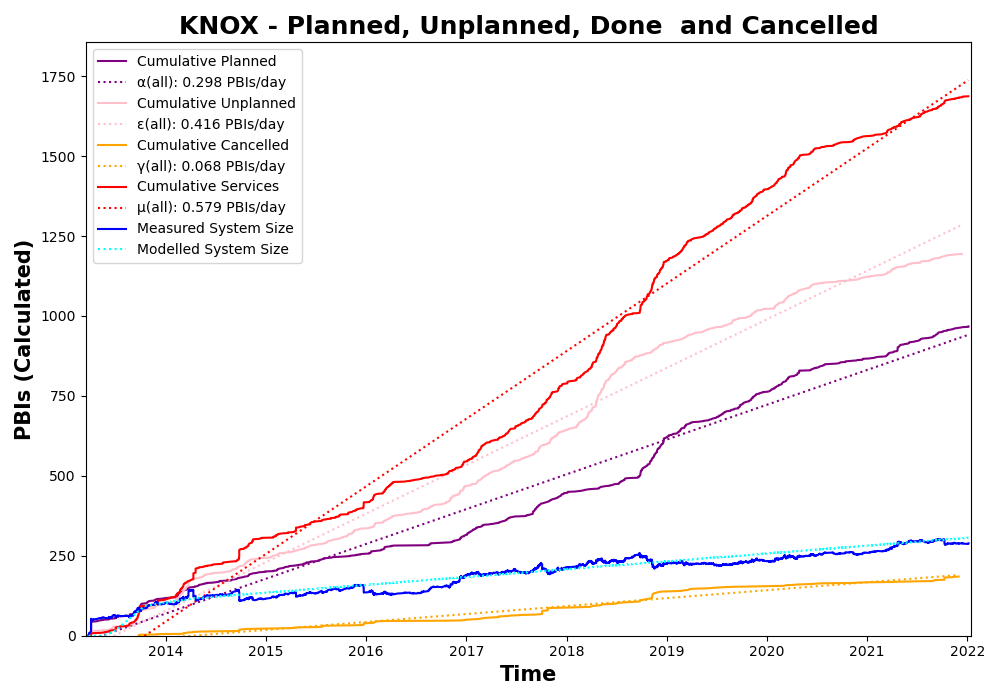 KNOX - Planned, Unplanned, Done  and Cancelled
Cumulative Planned
α(all): 0.298 PBIs/day
Cumulative Unplanned
ε(all): 0.416 PBIs/day
Cumulative Cancelled
γ(all): 0.068 PBIs/day
Cumulative Services
μ(all): 0.579 PBIs/day
Measured System Size
Modelled System Size
PBIs (Calculated)
1750
1500
1250
1000
750
500
250
0
2014 2015 2016 2017 2018 2019 2020 2021 2022
Time